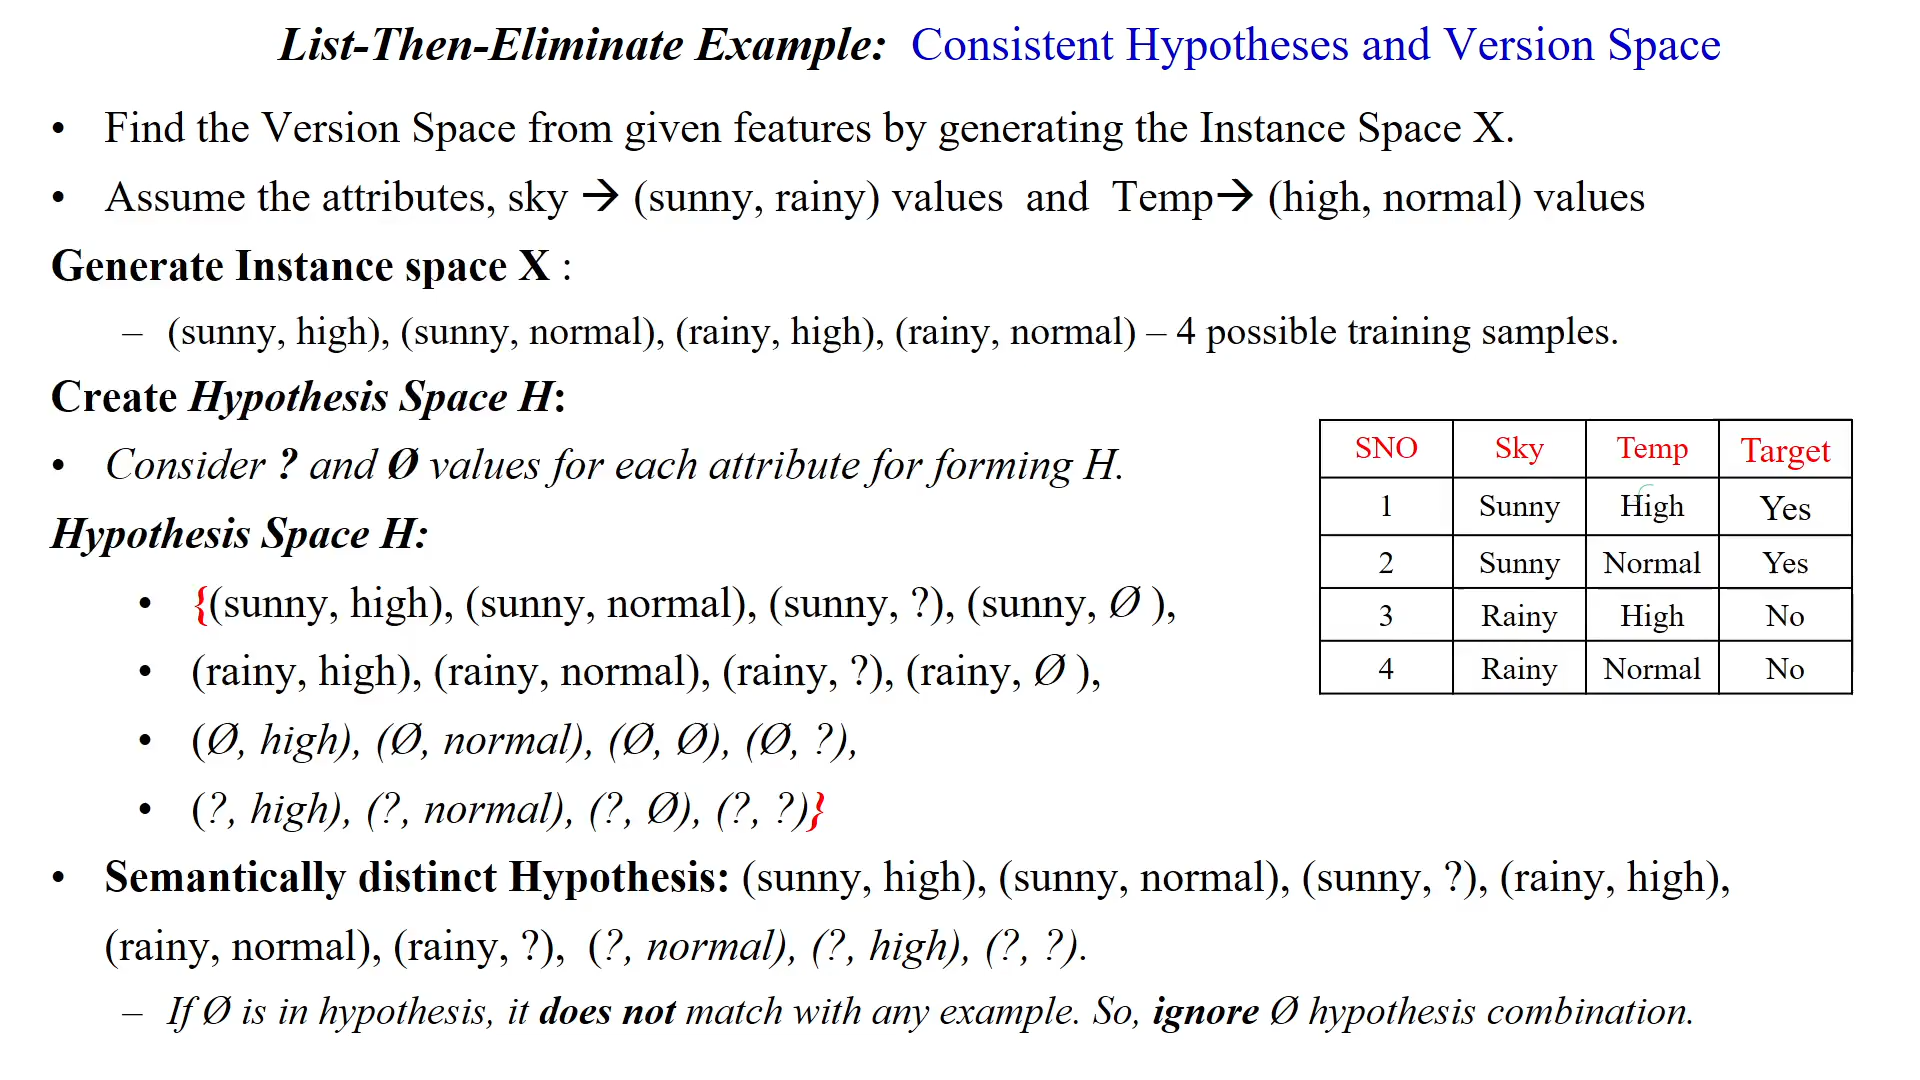 List-Then-Eliminate Example: Consistent Hypotheses and Version Space
• Find the Version Space from given features by generating the Instance Space X.
• Assume the attributes, sky → (sunny, rainy) values and Temp→ (high, normal) values
Generate Instance space X :
– (sunny, high), (sunny, normal), (rainy, high), (rainy, normal) – 4 possible training samples.
Create Hypothesis Space H:
• Consider ? and Ø values for each attribute for forming H.
Hypothesis Space H:
• {(sunny, high), (sunny, normal), (sunny, ?), (sunny, Ø ),
• (rainy, high), (rainy, normal), (rainy, ?), (rainy, Ø ),
• (Ø, high), (Ø, normal), (Ø, Ø), (Ø, ?),
• (?, high), (?, normal), (?, Ø), (?, ?)}
SNO Sky Temp Target
1 Sunny High Yes
2 Sunny Normal Yes
3 Rainy High No
4 Rainy Normal No
• Semantically distinct Hypothesis: (sunny, high), (sunny, normal), (sunny, ?), (rainy, high),
(rainy, normal), (rainy, ?), (?, normal), (?, high), (?, ?).
– If Ø is in hypothesis, it does not match with any example. So, ignore Ø hypothesis combination.